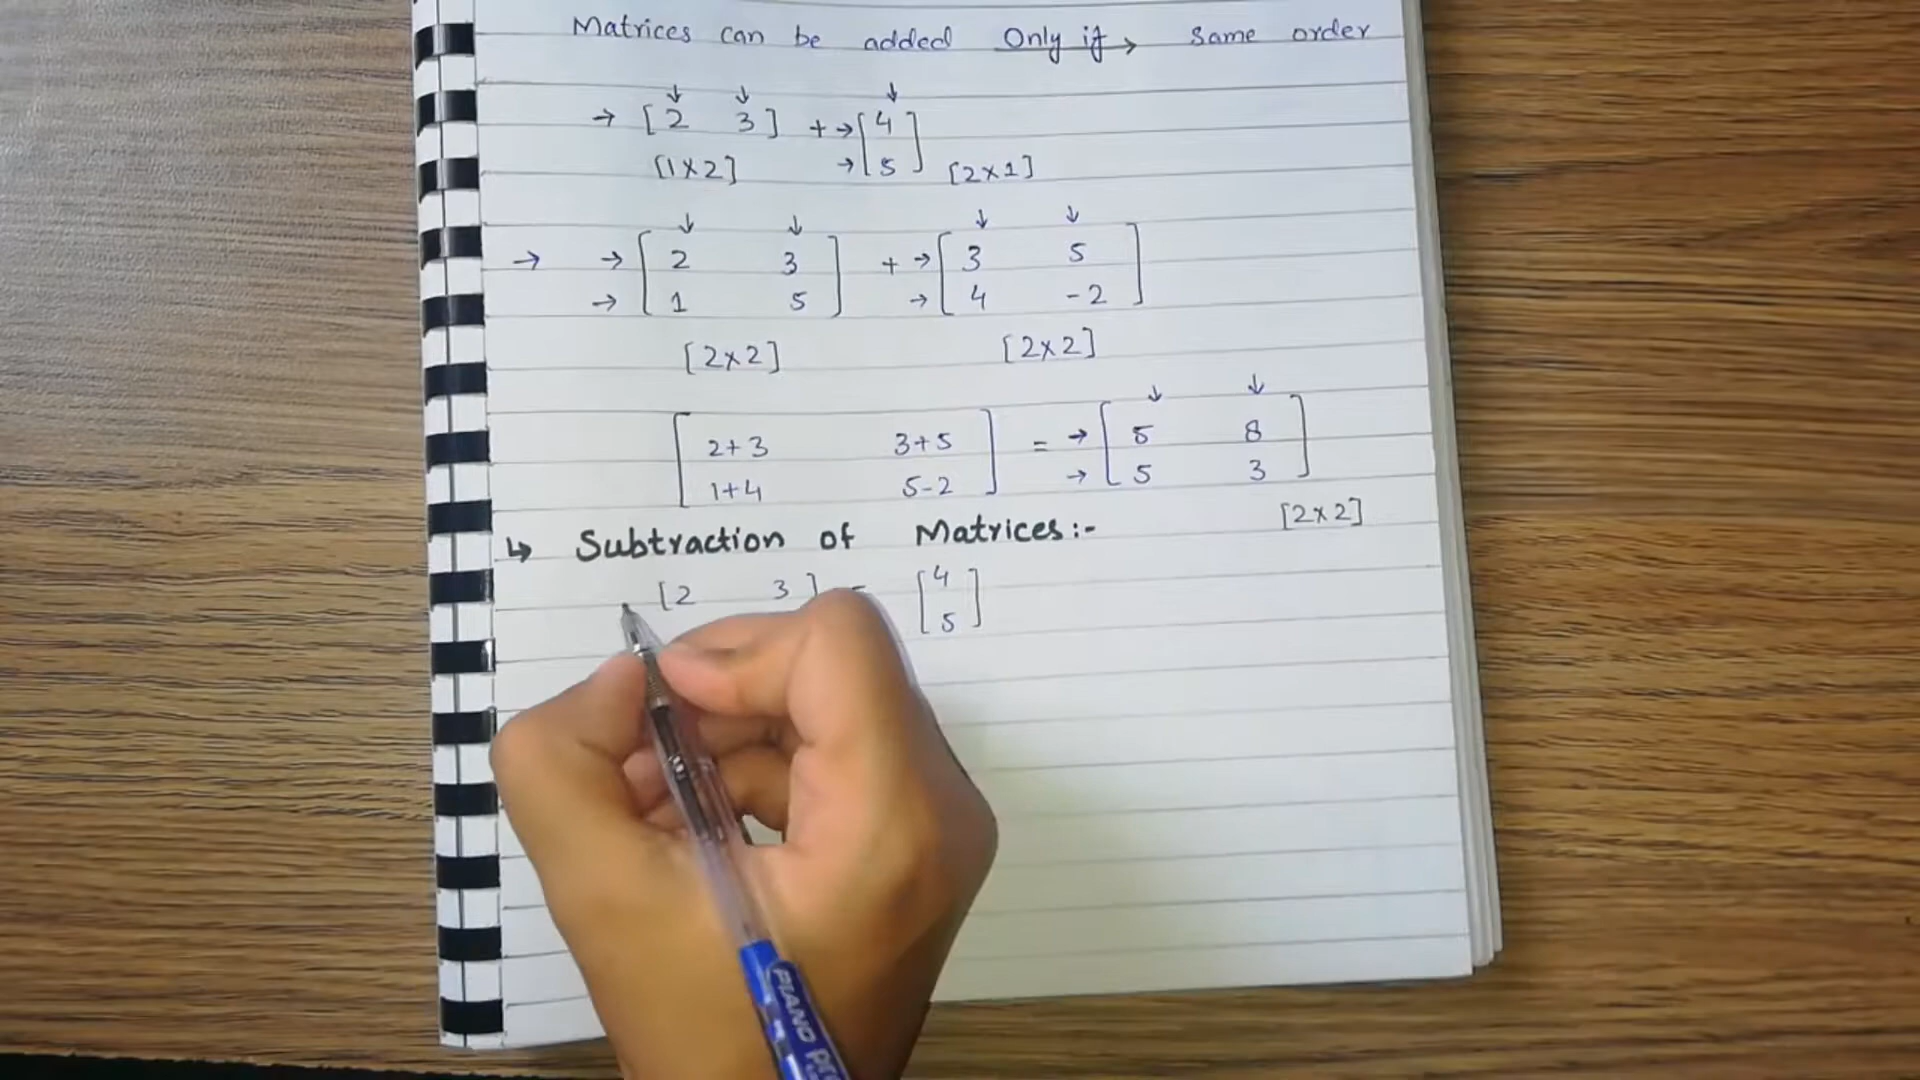 Matrices can be added Only if → Same order
↓ ↓ ↓
→ [2 3] + → [4
→ 5]
[1×2] [2×1]
↓ ↓ ↓ ↓
→ → [2 3] + → [3 5]
→ [1 5] → [4 -2]
[2×2] [2×2]
↓ ↓
[2+3 3+5] = → [5 8]
[1+4 5-2] → [5 3]
[2×2]
↳ Subtraction of Matrices:-
[2 3] - [4
5]
PIANO